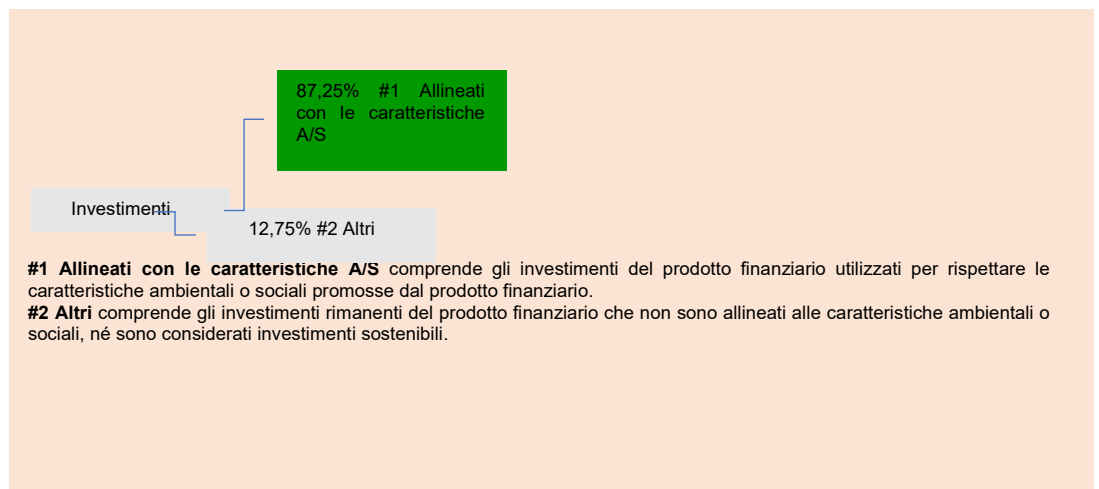 87,25% #1 Allineati
con le caratteristiche
A/S
Investimenti
12,75% #2 Altri
#1 Allineati con le caratteristiche A/S comprende gli investimenti del prodotto finanziario utilizzati per rispettare le
caratteristiche ambientali o sociali promosse dal prodotto finanziario.
#2 Altri comprende gli investimenti rimanenti del prodotto finanziario che non sono allineati alle caratteristiche ambientali o
sociali, né sono considerati investimenti sostenibili.